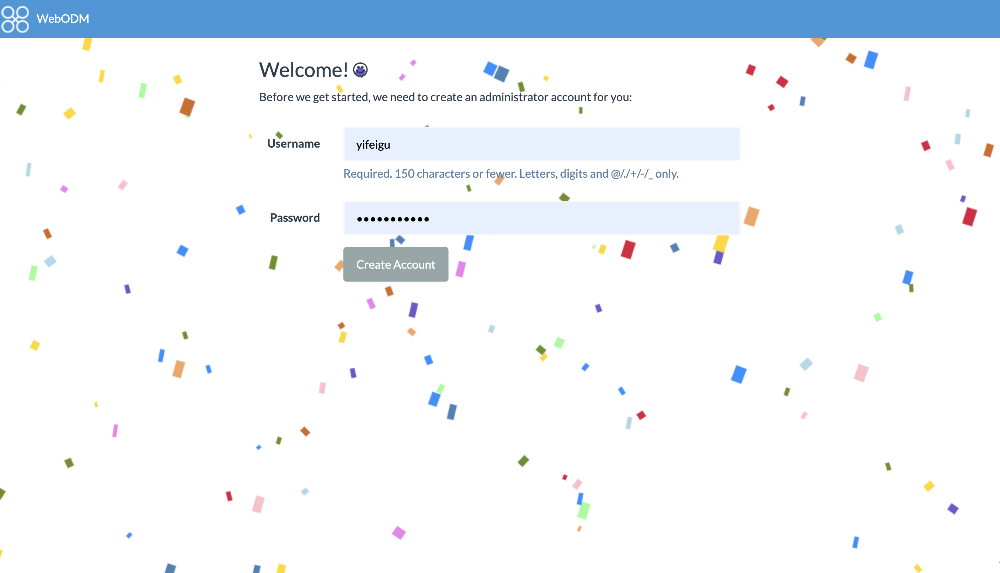 WebODM
Welcome!
Before we get started, we need to create an administrator account for you:
Username
yifeigu
Required. 150 characters or fewer. Letters, digits and @/./+/-/_ only.
Password
•••••••••••
Create Account